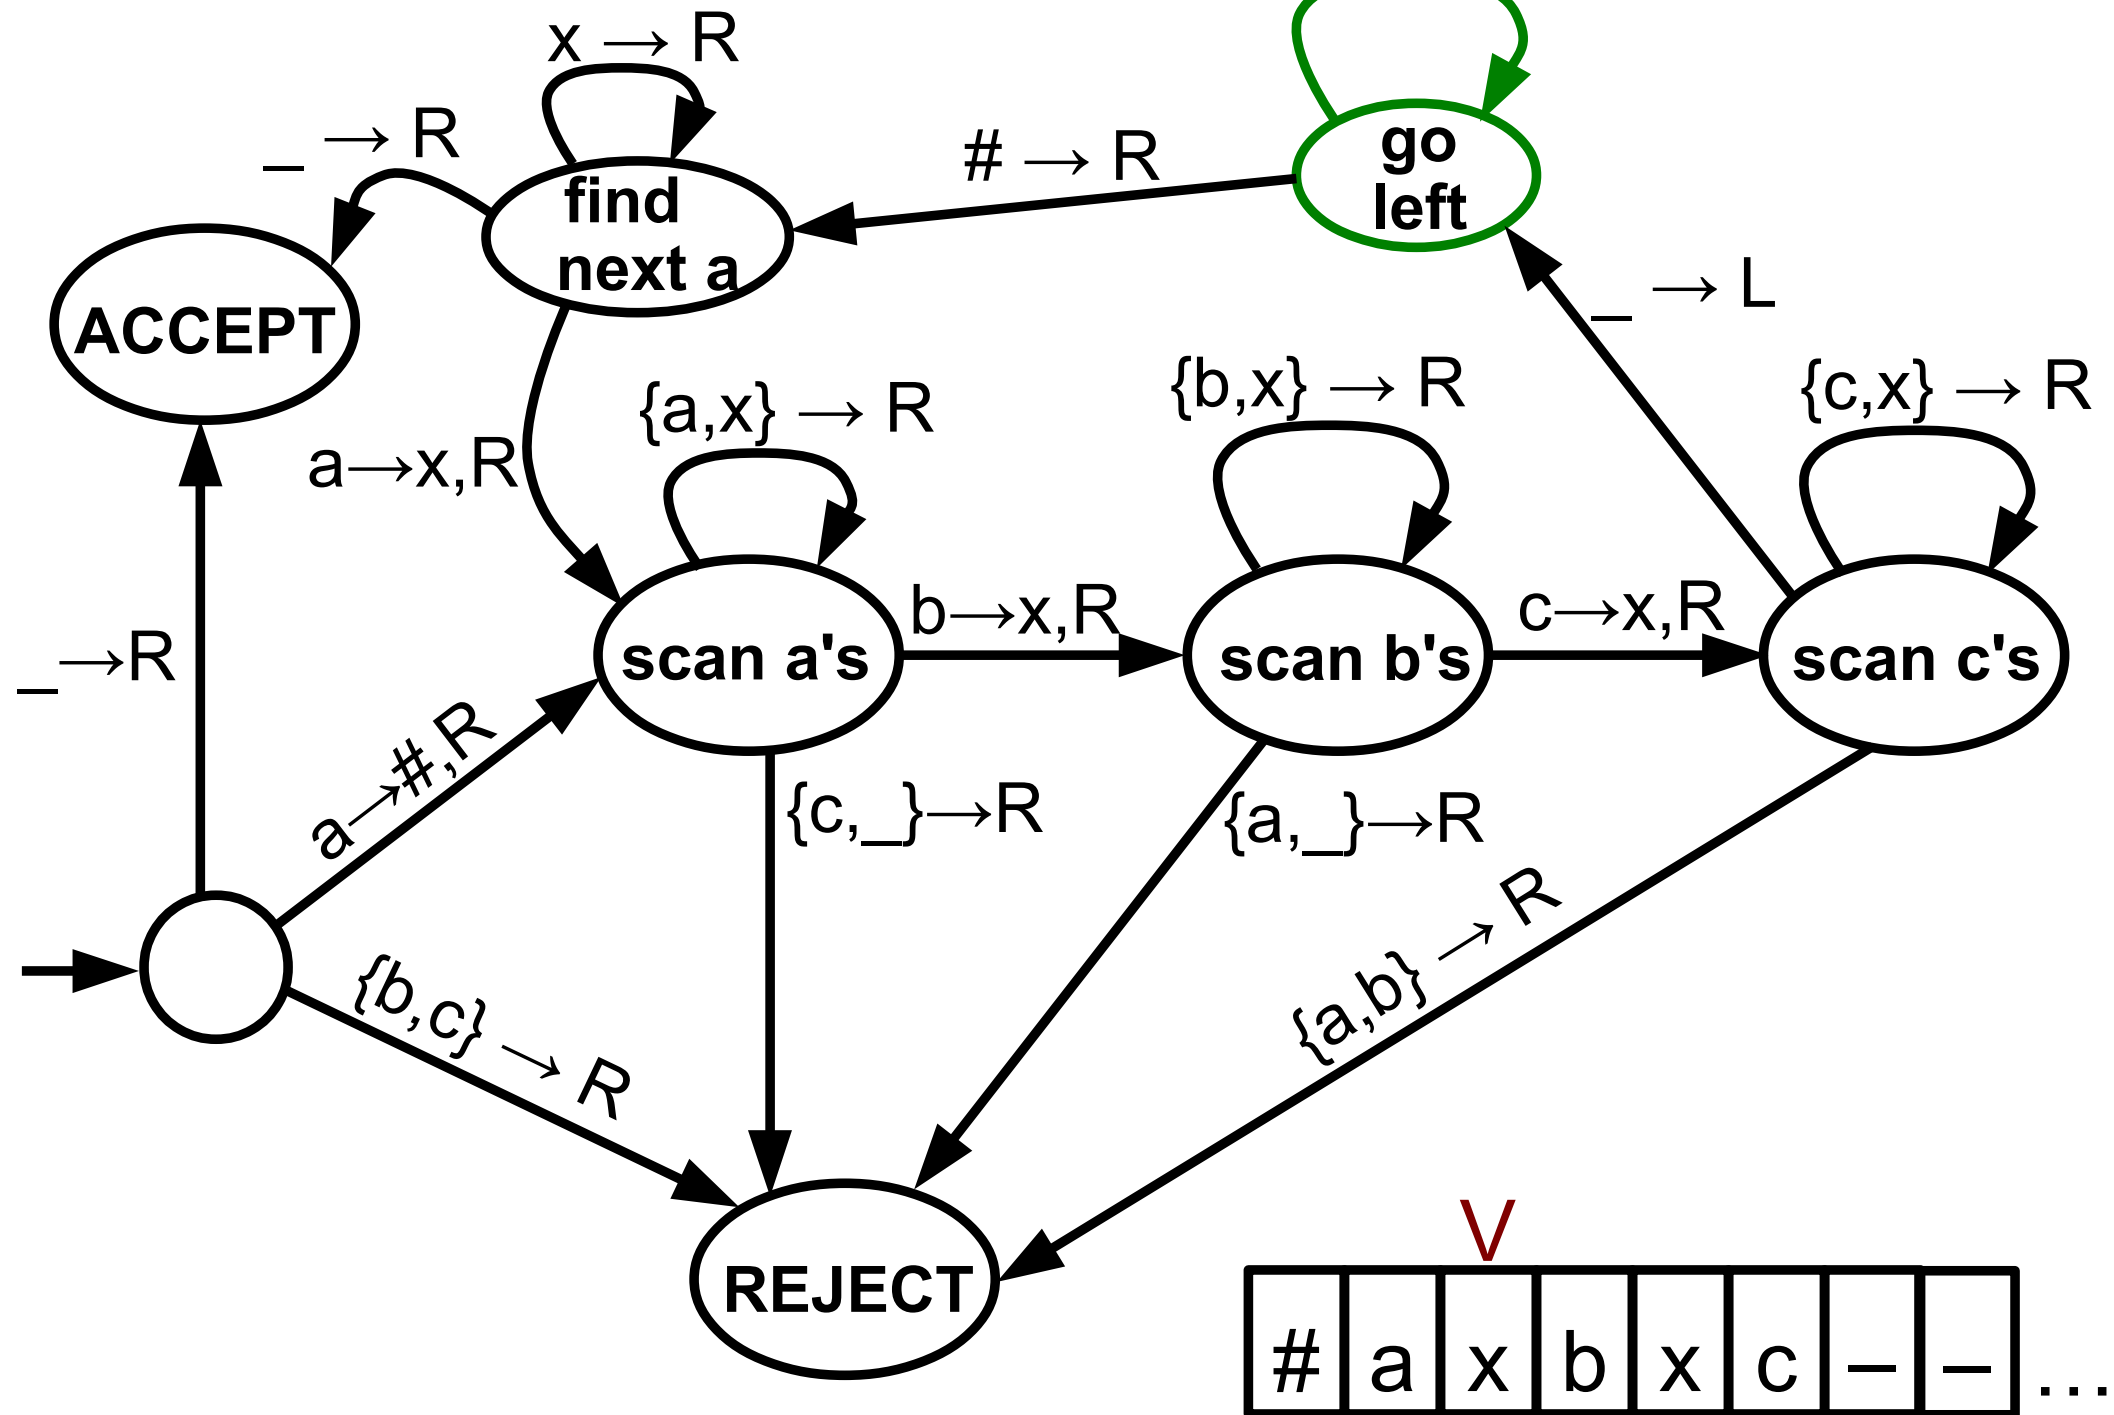 x → R
_ → R
# → R
go
left
find
next a
ACCEPT
_ → L
{a,x} → R
{b,x} → R
{c,x} → R
a→x,R
b→x,R
c→x,R
_→R
scan a's
scan b's
scan c's
a→#,R
{c,_}→R
{a,_}→R
{b,c} → R
{a,b} → R
REJECT
V
# a x b x c _ _ ...